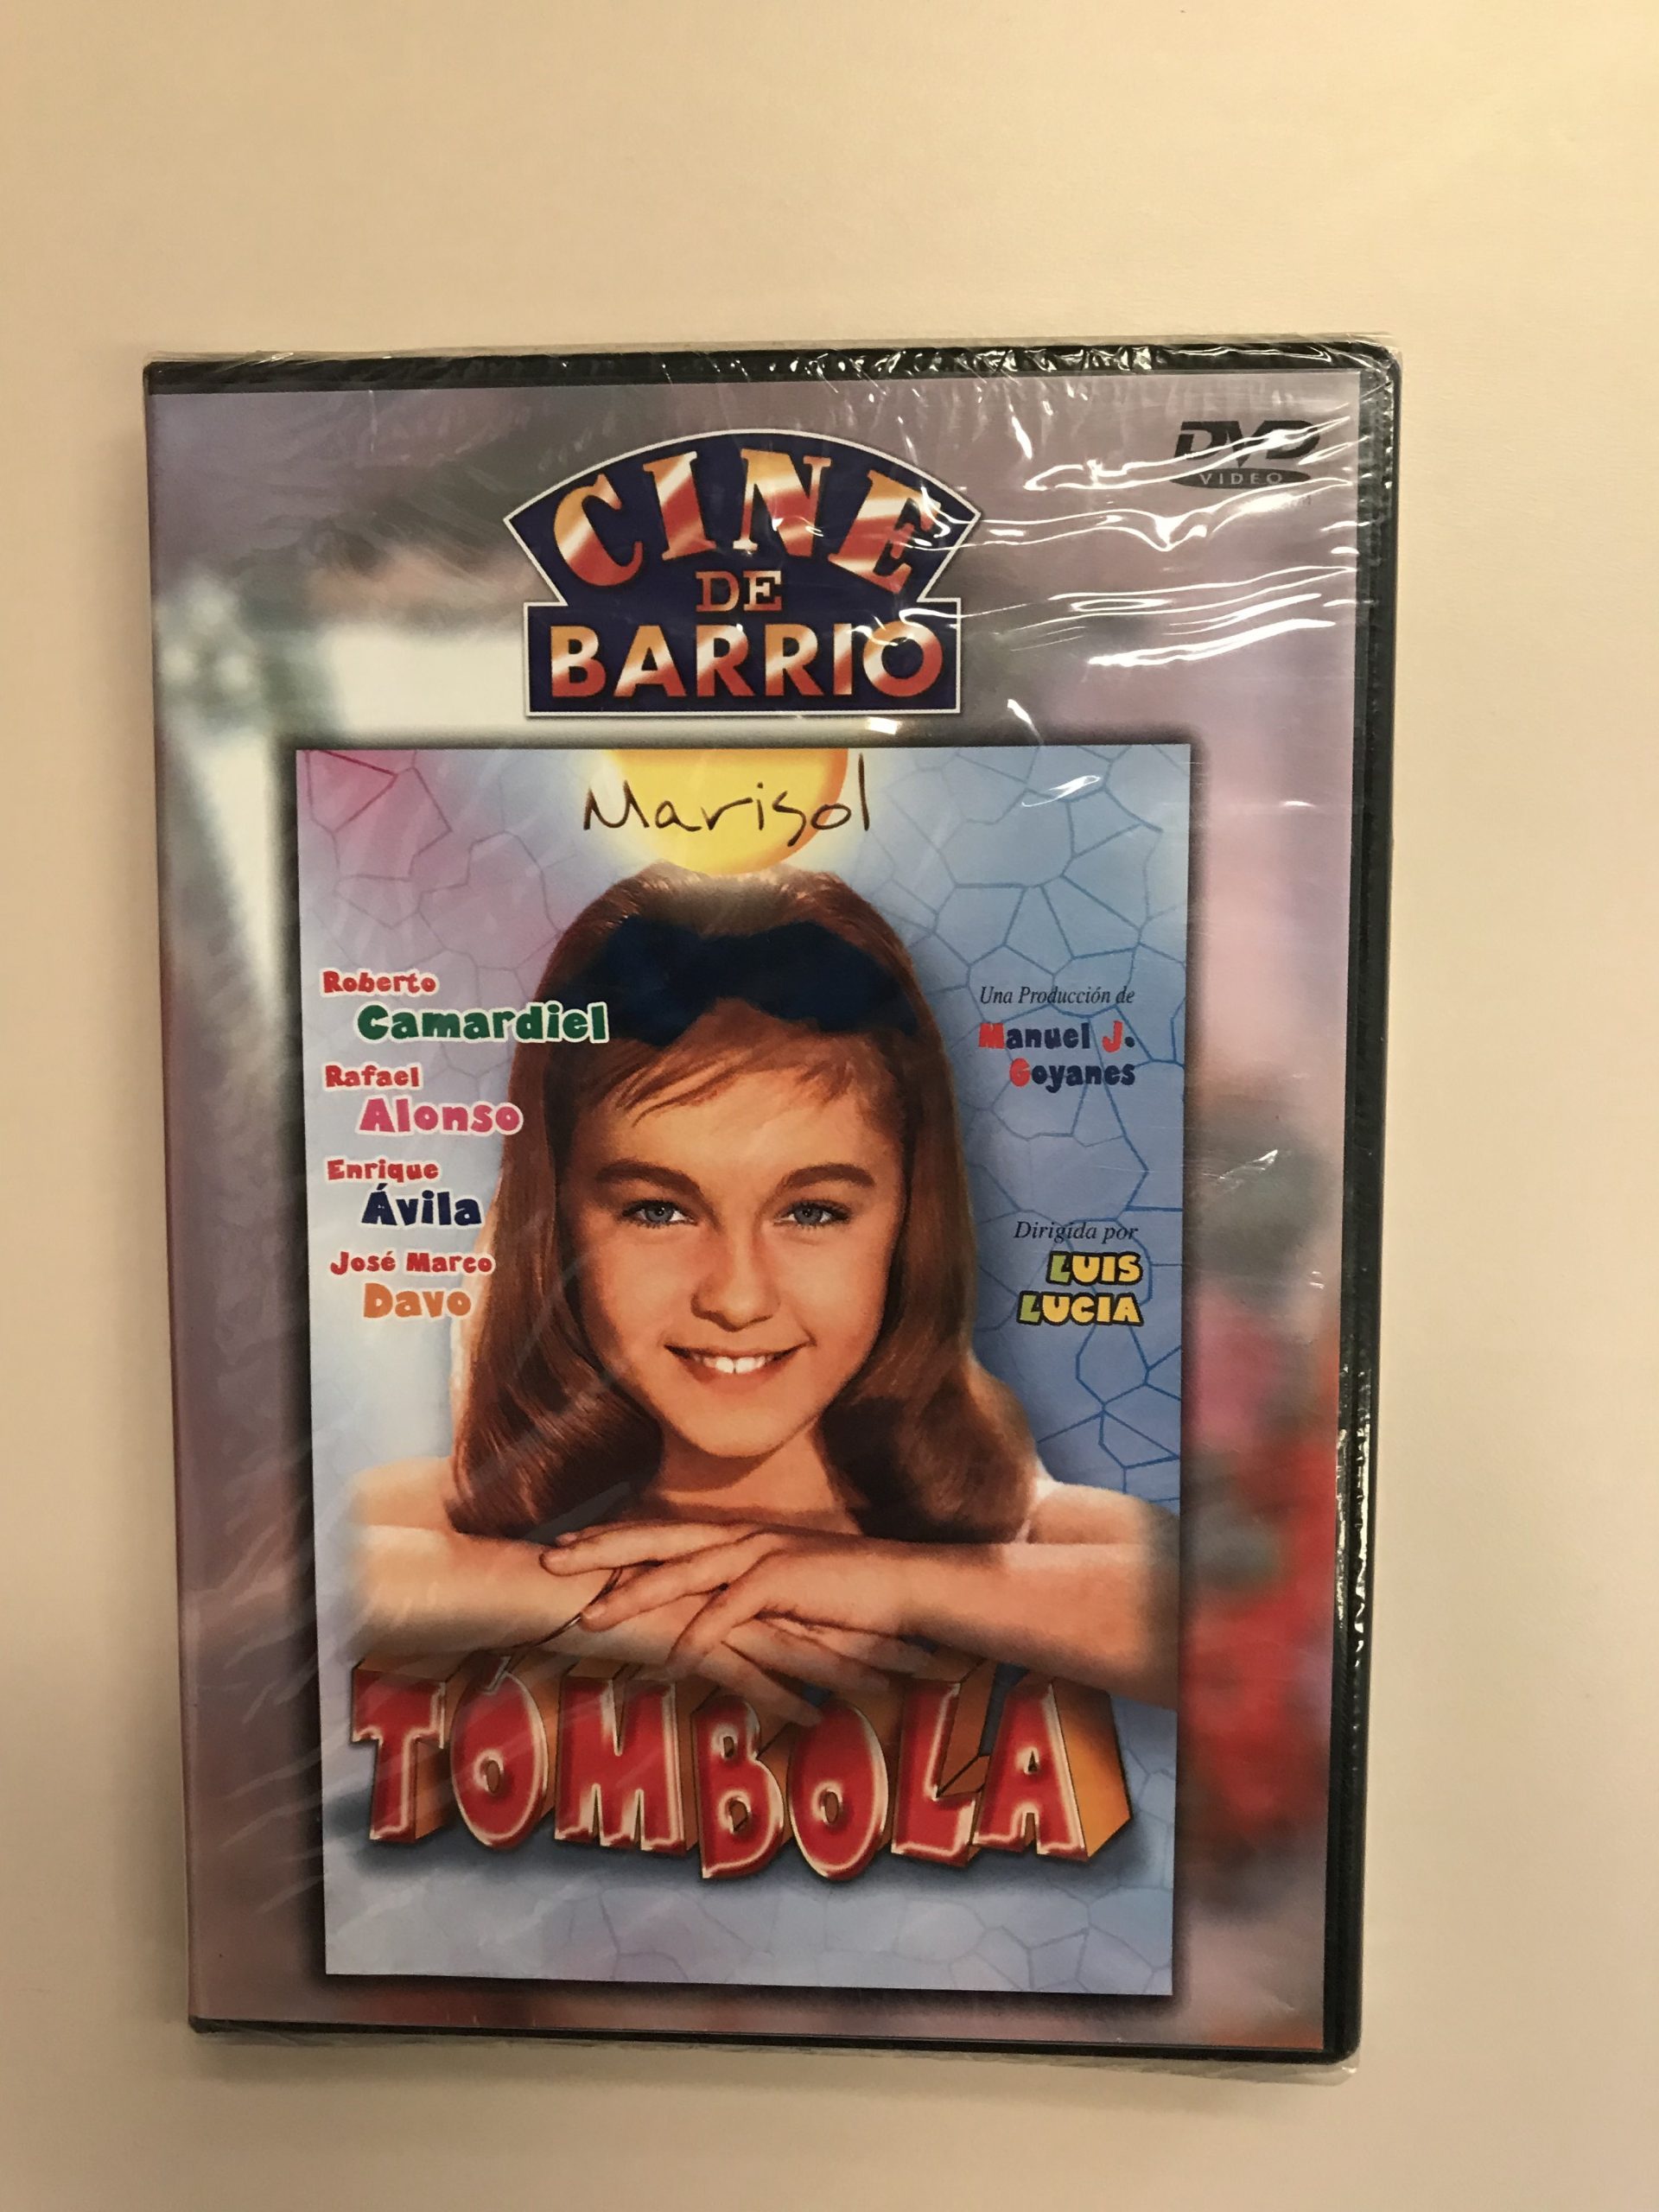 DVD
VIDEO
CINE
DE
BARRIO
Marisol
Roberto
Camardiel
Rafael
Alonso
Enrique
Ávila
José Marco
Davo
Una Producción de
Manuel J.
Goyanes
Dirigida por
LUIS
LUCIA
TÓMBOLA